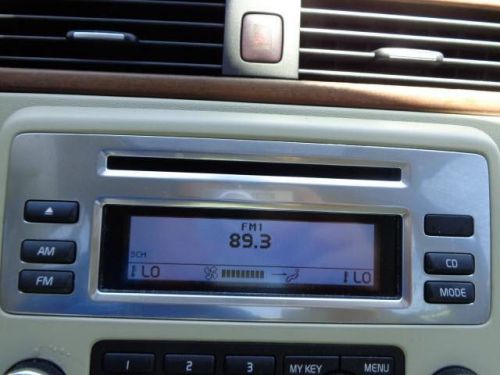 FM1
89.3
SCH
LO LO
AM
FM
CD
MODE
1 2 3 MY KEY MENU